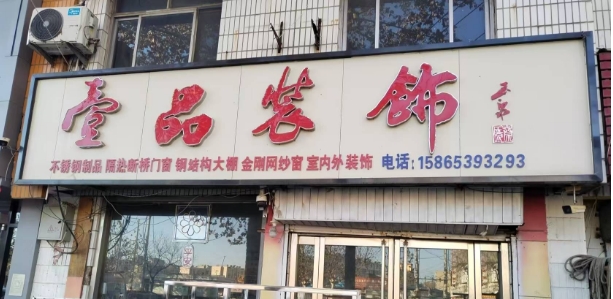 壹品装饰
不锈钢制品 隔热断桥门窗 钢结构大棚 金刚网纱窗 室内外装饰 电话:15865393293